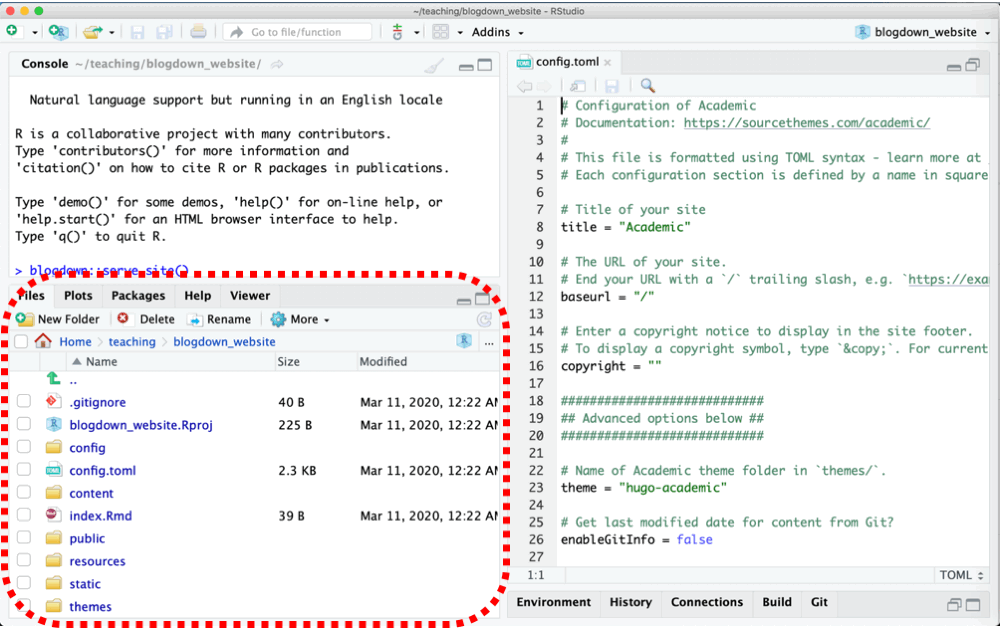 ~/teaching/blogdown_website - RStudio
Go to file/function
Addins
blogdown_website
Console ~/teaching/blogdown_website/
Natural language support but running in an English locale
R is a collaborative project with many contributors.
Type 'contributors()' for more information and
'citation()' on how to cite R or R packages in publications.
Type 'demo()' for some demos, 'help()' for on-line help, or
'help.start()' for an HTML browser interface to help.
Type 'q()' to quit R.
> blogdown::serve_site()
Files Plots Packages Help Viewer
New Folder Delete Rename More
Home teaching blogdown_website ...
Name Size Modified
..
.gitignore 40 B Mar 11, 2020, 12:22 AM
blogdown_website.Rproj 225 B Mar 11, 2020, 12:22 AM
config
config.toml 2.3 KB Mar 11, 2020, 12:22 AM
content
index.Rmd 39 B Mar 11, 2020, 12:22 AM
public
resources
static
themes
config.toml
1 # Configuration of Academic
2 # Documentation: https://sourcethemes.com/academic/
3 #
4 # This file is formatted using TOML syntax - learn more at
5 # Each configuration section is defined by a name in square
6
7 # Title of your site
8 title = "Academic"
9
10 # The URL of your site.
11 # End your URL with a `/` trailing slash, e.g. `https://exa
12 baseurl = "/"
13
14 # Enter a copyright notice to display in the site footer.
15 # To display a copyright symbol, type `&copy;`. For current
16 copyright = ""
17
18 ############################
19 ## Advanced options below ##
20 ############################
21
22 # Name of Academic theme folder in `themes/`.
23 theme = "hugo-academic"
24
25 # Get last modified date for content from Git?
26 enableGitInfo = false
27
1:1 TOML
Environment History Connections Build Git